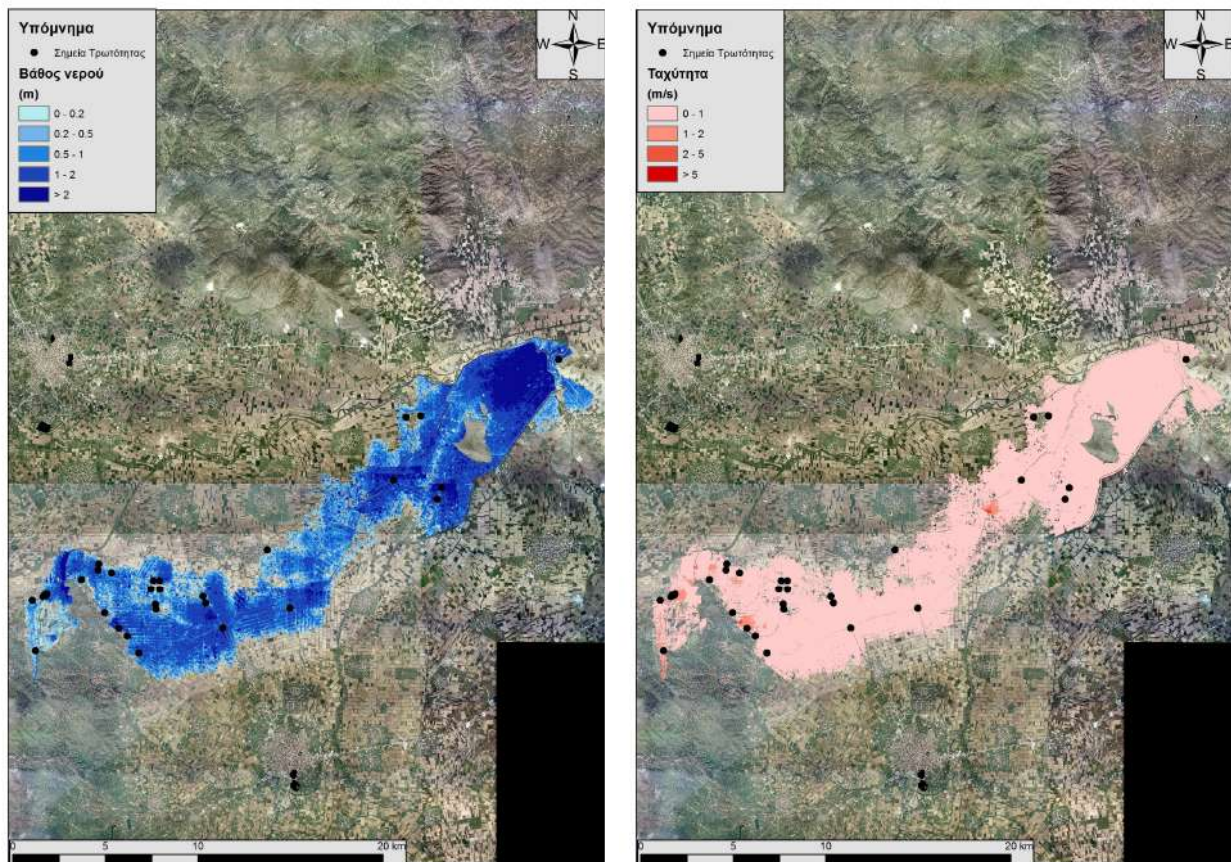 Υπόμνημα
Σημεία Τρωτότητας
Βάθος νερού
(m)
0 - 0.2
0.2 - 0.5
0.5 - 1
1 - 2
> 2
N
W E
S
0 5 10 20 km
Υπόμνημα
Σημεία Τρωτότητας
Ταχύτητα
(m/s)
0 - 1
1 - 2
2 - 5
> 5
N
W E
S
0 5 10 20 km